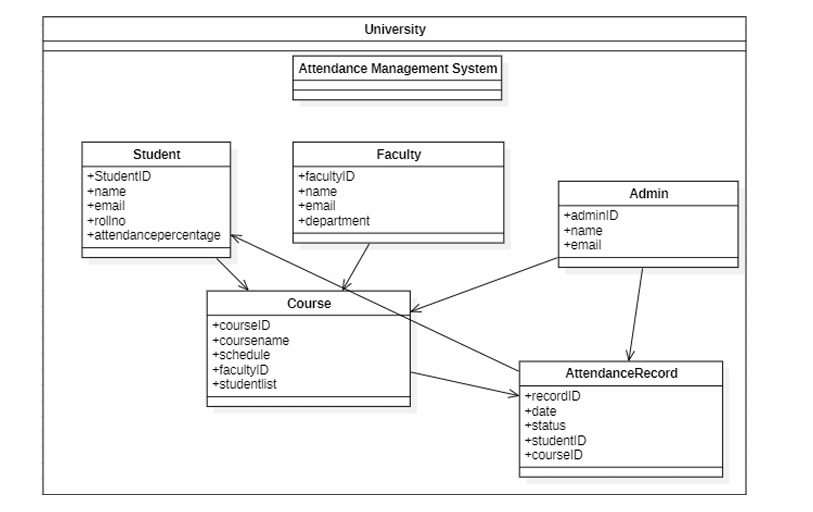 University
Attendance Management System
Student
+StudentID
+name
+email
+rollno
+attendancepercentage
Faculty
+facultyID
+name
+email
+department
Admin
+adminID
+name
+email
Course
+courseID
+coursename
+schedule
+facultyID
+studentlist
AttendanceRecord
+recordID
+date
+status
+studentID
+courseID